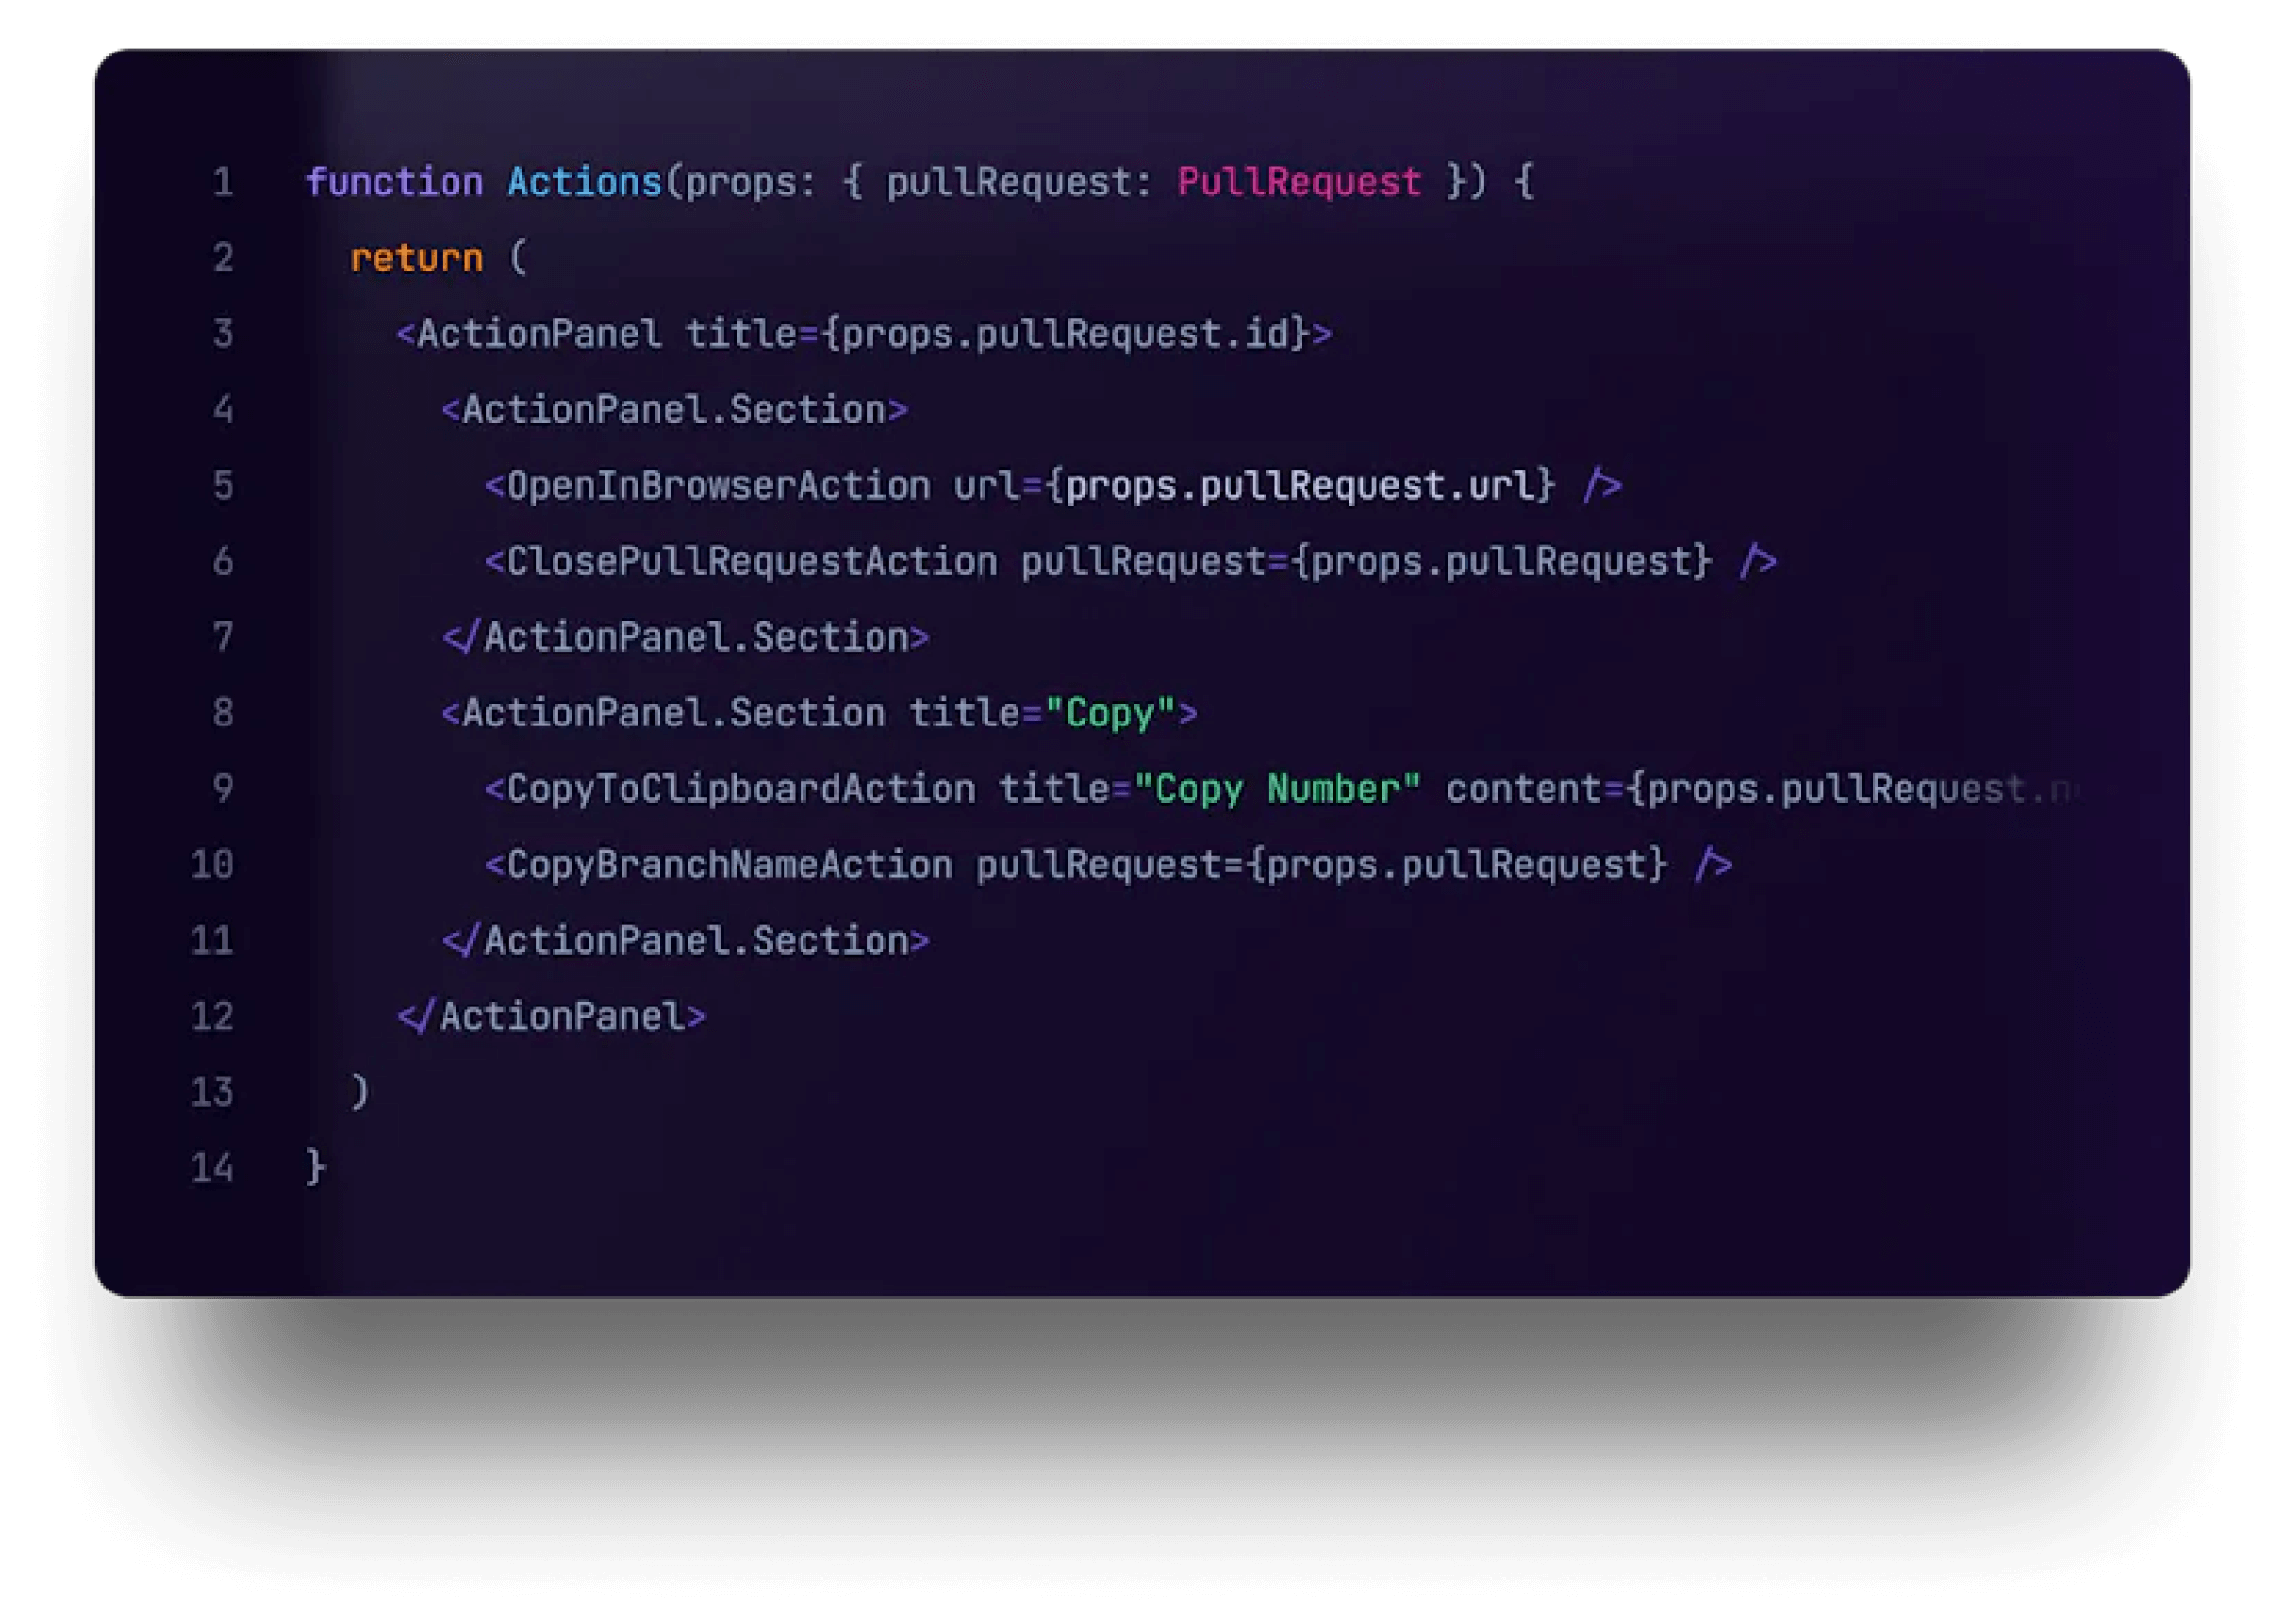 1 function Actions(props: { pullRequest: PullRequest }) {
2 return (
3 <ActionPanel title={props.pullRequest.id}>
4 <ActionPanel.Section>
5 <OpenInBrowserAction url={props.pullRequest.url} />
6 <ClosePullRequestAction pullRequest={props.pullRequest} />
7 </ActionPanel.Section>
8 <ActionPanel.Section title="Copy">
9 <CopyToClipboardAction title="Copy Number" content={props.pullRequest.n
10 <CopyBranchNameAction pullRequest={props.pullRequest} />
11 </ActionPanel.Section>
12 </ActionPanel>
13 )
14 }